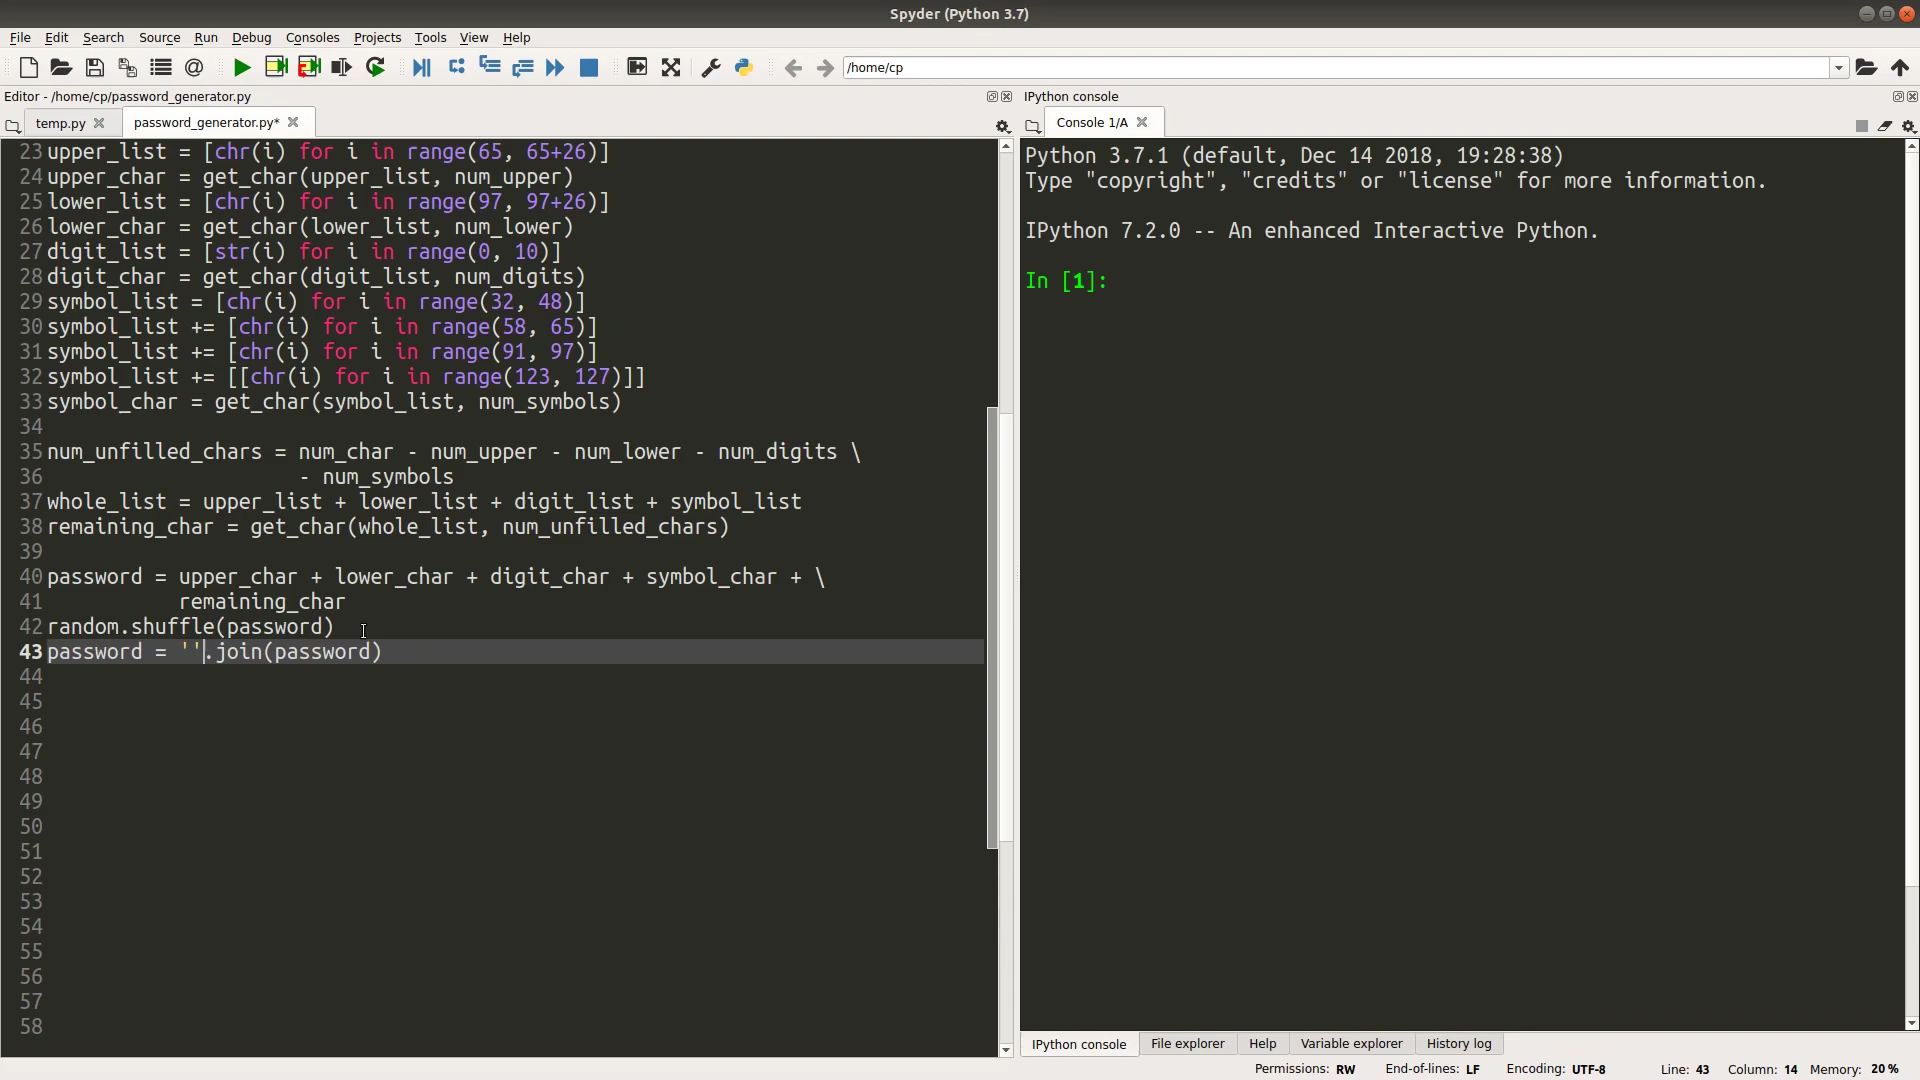 Spyder (Python 3.7)
File Edit Search Source Run Debug Consoles Projects Tools View Help
/home/cp
Editor - /home/cp/password_generator.py
temp.py password_generator.py*
23 upper_list = [chr(i) for i in range(65, 65+26)]
24 upper_char = get_char(upper_list, num_upper)
25 lower_list = [chr(i) for i in range(97, 97+26)]
26 lower_char = get_char(lower_list, num_lower)
27 digit_list = [str(i) for i in range(0, 10)]
28 digit_char = get_char(digit_list, num_digits)
29 symbol_list = [chr(i) for i in range(32, 48)]
30 symbol_list += [chr(i) for i in range(58, 65)]
31 symbol_list += [chr(i) for i in range(91, 97)]
32 symbol_list += [[chr(i) for i in range(123, 127)]]
33 symbol_char = get_char(symbol_list, num_symbols)
34
35 num_unfilled_chars = num_char - num_upper - num_lower - num_digits \
36 - num_symbols
37 whole_list = upper_list + lower_list + digit_list + symbol_list
38 remaining_char = get_char(whole_list, num_unfilled_chars)
39
40 password = upper_char + lower_char + digit_char + symbol_char + \
41 remaining_char
42 random.shuffle(password)
43 password = ''.join(password)
44
45
46
47
48
49
50
51
52
53
54
55
56
57
58
IPython console
Console 1/A
Python 3.7.1 (default, Dec 14 2018, 19:28:38)
Type "copyright", "credits" or "license" for more information.
IPython 7.2.0 -- An enhanced Interactive Python.
In [1]:
IPython console File explorer Help Variable explorer History log
Permissions: RW End-of-lines: LF Encoding: UTF-8 Line: 43 Column: 14 Memory: 20 %